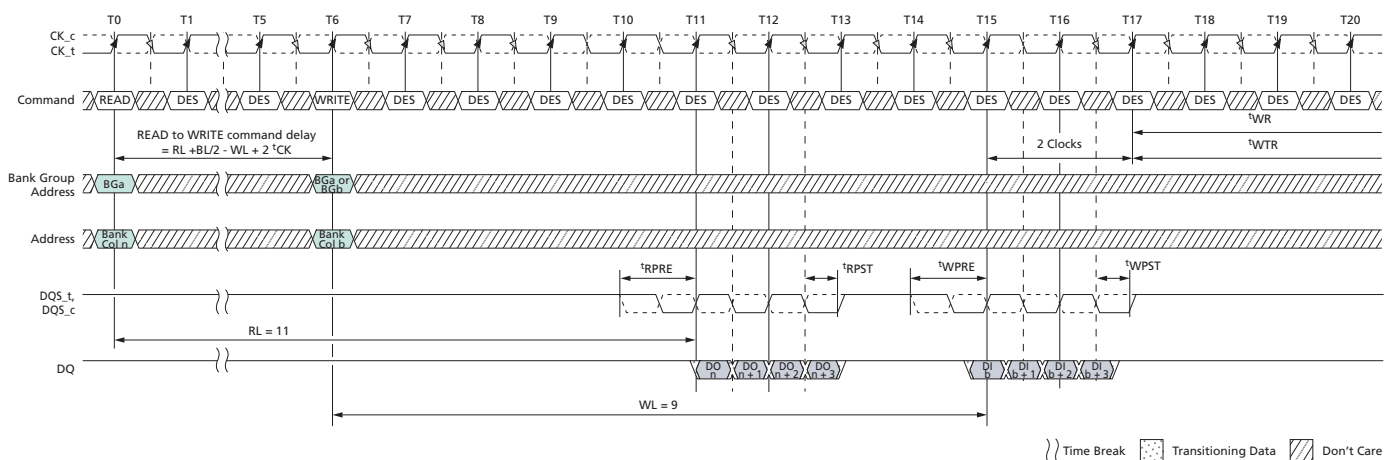 T0 T1 T5 T6 T7 T8 T9 T10 T11 T12 T13 T14 T15 T16 T17 T18 T19 T20
CK_c
CK_t
Command READ DES DES WRITE DES DES DES DES DES DES DES DES DES DES DES DES DES DES
tWR
READ to WRITE command delay
= RL +BL/2 - WL + 2 tCK
2 Clocks
tWTR
Bank Group
Address
BGa
BGa or
BGb
Address
Bank
Col n
Bank
Col b
tRPRE tRPST tWPRE tWPST
DQS_t,
DQS_c
RL = 11
DQ
DO
n
DO
n + 1
DO
n + 2
DO
n + 3
DI
b
DI
b + 1
DI
b + 2
DI
b + 3
WL = 9
Time Break Transitioning Data Don't Care